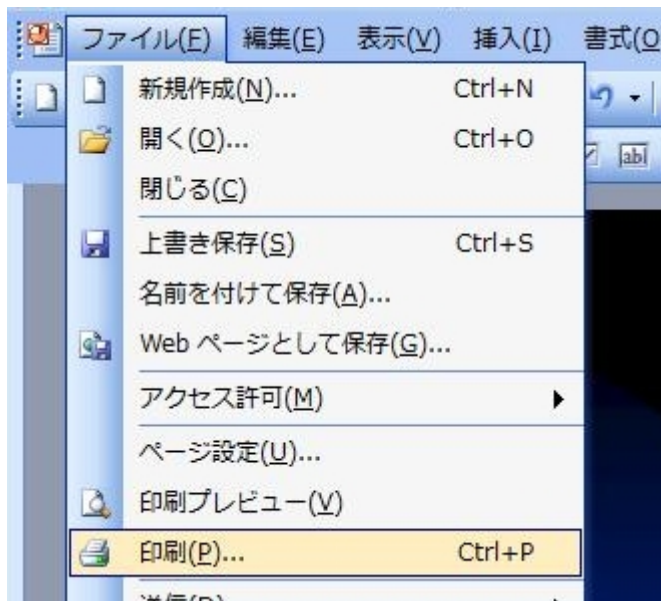 ファイル(F) 編集(E) 表示(V) 挿入(I) 書式(O
新規作成(N)... Ctrl+N
開く(O)... Ctrl+O
閉じる(C)
上書き保存(S) Ctrl+S
名前を付けて保存(A)...
Web ページとして保存(G)...
アクセス許可(M)
ページ設定(U)...
印刷プレビュー(V)
印刷(P)... Ctrl+P